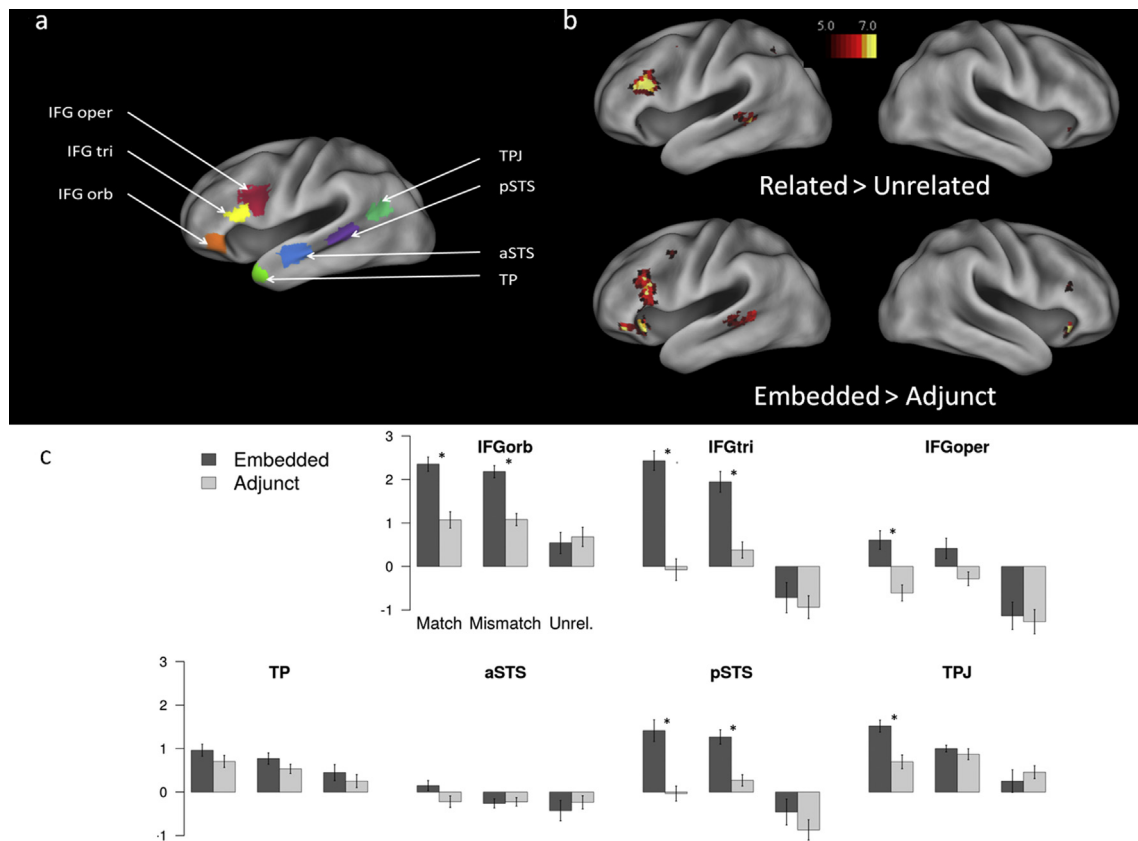 a
IFG oper
IFG tri
IFG orb
TPJ
pSTS
aSTS
TP
b
5.0 7.0
Related > Unrelated
Embedded > Adjunct
c
Embedded
Adjunct
IFGorb
IFGtri
IFGoper
3
2
1
0
-1
* * * * *
Match Mismatch Unrel.
TP
aSTS
pSTS
TPJ
3
2
1
0
-1
* * *